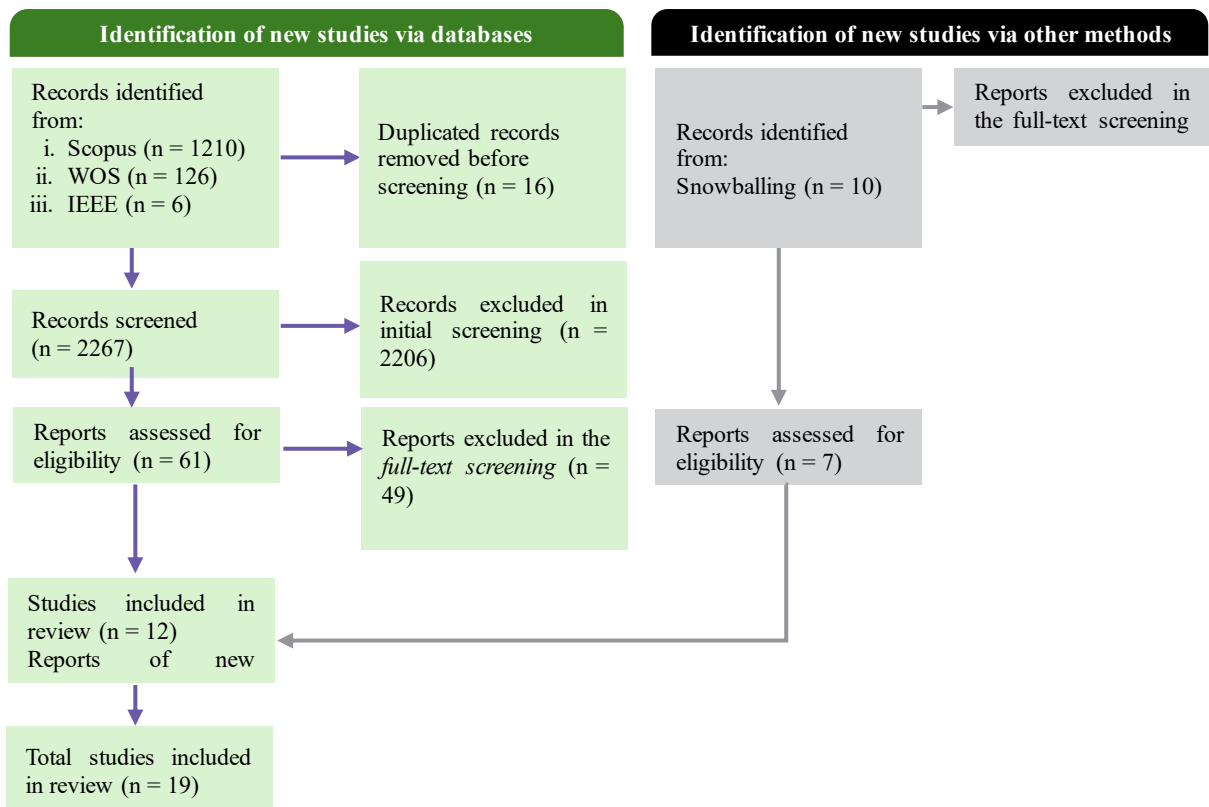 Identification of new studies via databases
Identification of new studies via other methods
Records identified
from:
i. Scopus (n = 1210)
ii. WOS (n = 126)
iii. IEEE (n = 6)
Duplicated records
removed before
screening (n = 16)
Records identified
from:
Snowballing (n = 10)
Reports excluded in
the full-text screening
Records screened
(n = 2267)
Records excluded in
initial screening (n =
2206)
Reports assessed for
eligibility (n = 61)
Reports excluded in the
full-text screening (n =
49)
Reports assessed for
eligibility (n = 7)
Studies included in
review (n = 12)
Reports of new
Total studies included
in review (n = 19)